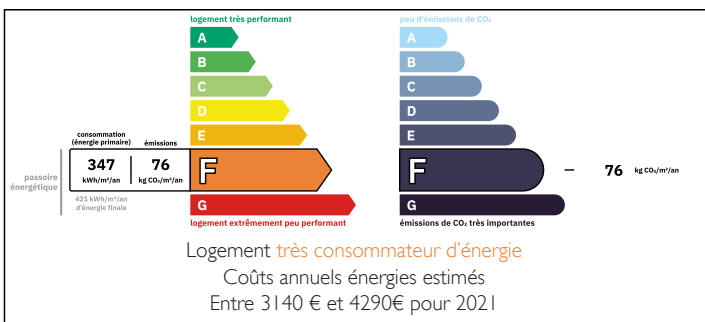 logement très performant
A
B
C
D
E
consommation
(énergie primaire)
émissions
passoire
énergétique
347
kWh/m²/an
76
kg CO₂/m²/an
F
421 kWh/m²/an
d'énergie finale
G
logement extrêmement peu performant
peu d'émissions de CO₂
A
B
C
D
E
F
76 kg CO₂/m²/an
G
émissions de CO₂ très importantes
Logement très consommateur d'énergie
Coûts annuels énergies estimés
Entre 3140 € et 4290€ pour 2021